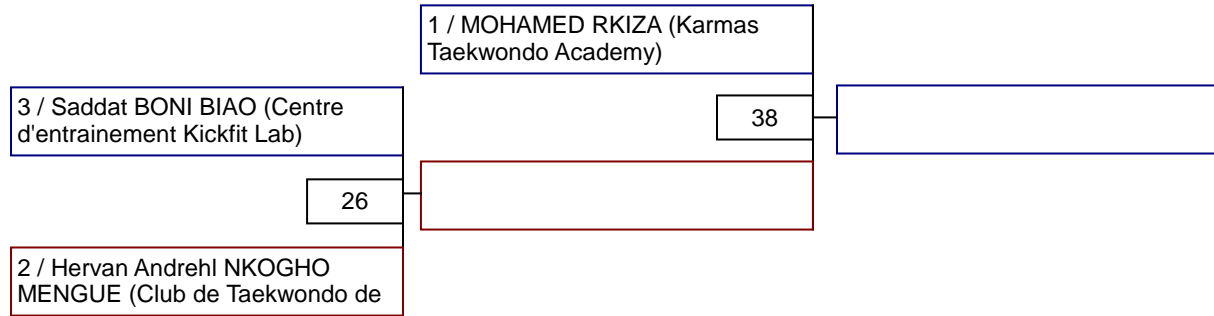 1 / MOHAMED RKIZA (Karmas
Taekwondo Academy)
3 / Saddat BONI BIAO (Centre
d'entrainement Kickfit Lab)
38
26
2 / Hervan Andrehl NKOGHO
MENGUE (Club de Taekwondo de